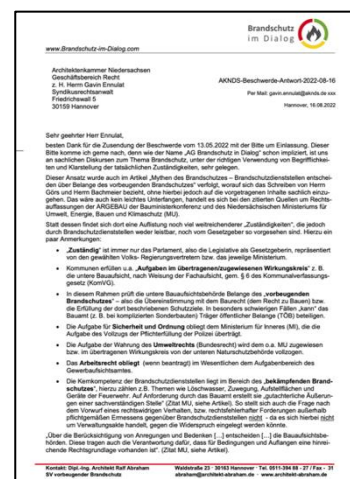 Brandschutz
im Dialog
www.Brandschutz-im-Dialog.com
Architektenkammer Niedersachsen
Geschäftsbereich Recht
z. H. Herrn Gavin Ennulat
Syndikusrechtsanwalt
Friedrichswall 5
30159 Hannover
AKNDS-Beschwerde-Antwort-2022-08-16
Per Mail: gavin.ennulat@aknds.de xxx
Hannover, 16.08.2022
Sehr geehrter Herr Ennulat,
besten Dank für die Zusendung der Beschwerde vom 13.05.2022 mit der Bitte um Einlassung. Dieser
Bitte komme ich gerne nach, denn wie der Name „AG Brandschutz in Dialog“ schon impliziert, ist uns
an sachlichen Diskursen zum Thema Brandschutz, unter der richtigen Verwendung von Begrifflichkei-
ten und Klarstellung der tatsächlichen Zuständigkeiten, sehr gelegen.
Dieser Ansatz wurde auch im Artikel „Mythen des Brandschutzes – Brandschutzdienststellen entschei-
den über Belange des vorbeugenden Brandschutzes“ verfolgt, worauf sich das Schreiben von Herrn
Görs und Herrn Baumeister bezieht, ohne hierbei jedoch auf die vorgetragenen Inhalte sachlich einzu-
gehen. Das wäre auch kein leichtes Unterfangen, handelt es sich bei den zitierten Quellen um Rechts-
auffassungen der ARGEBAU der Bauministerkonferenz und des Niedersächsischen Ministeriums für
Umwelt, Energie, Bauen und Klimaschutz (MU).
Statt dessen findet sich dort eine Auflistung noch viel weitreichenderer „Zuständigkeiten“, die jedoch
durch Brandschutzdienststellen weder leistbar, noch vom Gesetzgeber so vorgesehen sind. Hierzu ein
paar Anmerkungen:
• „Zuständig“ ist immer nur das Parlament, also die Legislative als Gesetzgeberin, repräsentiert
von den gewählten Volks- Regierungsvertretern bzw. das jeweilige Ministerium.
• Kommunen erfüllen u.a. „Aufgaben im übertragenen/zugewiesenen Wirkungskreis“ z. B.
die untere Bauaufsicht, nach Weisung der Fachaufsicht, gem. § 6 des Kommunalverfassungs-
gesetz (KomVG).
• In diesem Rahmen prüft die untere Bauaufsichtsbehörde Belange des „vorbeugenden
Brandschutzes“ – also die Übereinstimmung mit dem Baurecht (dem Recht zu Bauen) bzw.
die Erfüllung der dort beschriebenen Schutzziele. In besonders schwierigen Fällen „kann“ das
Bauamt (z. B. bei komplizierten Sonderbauten) Träger öffentlicher Belange (TÖB) beteiligen.
• Die Aufgabe für Sicherheit und Ordnung obliegt dem Ministerium für Inneres (MI), die die
Aufgabe des Vollzugs der Pflichterfüllung der Polizei überträgt.
• Die Aufgabe der Wahrung des Umweltrechts (Bundesrecht) wird dem o.a. MU zugewiesen
bzw. im übertragenen Wirkungskreis von der unteren Naturschutzbehörde vollzogen.
• Das Arbeitsrecht obliegt (wenn beantragt) im Wesentlichen dem Aufgabenbereich des
Gewerbaufsichtsamtes.
• Die Kernkompetenz der Brandschutzdienststellen liegt im Bereich des „bekämpfenden Brand-
schutzes“, hierzu zählen z.B. Themen wie Löschwasser, Zuwegung, Aufstellflächen und
Geräte der Feuerwehr. Auf Anforderung durch das Bauamt erstellt sie „gutachterliche Äußerun-
gen einer sachverständigen Stelle“ (Zitat MU, siehe Artikel). So stellt sich auch die Frage nach
dem Vorwurf eines rechtswidrigen Verhalten, bzw. rechtsfehlerhafter Forderungen außerhalb
pflichtgemäßen Ermessens gegenüber Brandschutzdienststellen nicht - da es sich hierbei nicht
um Verwaltungsakte handelt, gegen die Widerspruch eingelegt werden könnte.
„Über die Berücksichtigung von Anregungen und Bedenken […] entscheiden […] die Bauaufsichtsbe-
hörden. Diese tragen auch die Verantwortung dafür, dass für Bedingungen und Auflagen eine hinrei-
chende Rechtsgrundlage vorhanden ist“. (Zitat MU, siehe Artikel).
Kontakt: Dipl.-Ing. Architekt Ralf Abraham Waldstraße 23 · 30163 Hannover · Tel. 0511-394 68 - 27 / Fax - 31
SV vorbeugender Brandschutz abraham@architekt-abraham.de · www.architekt-abraham.de